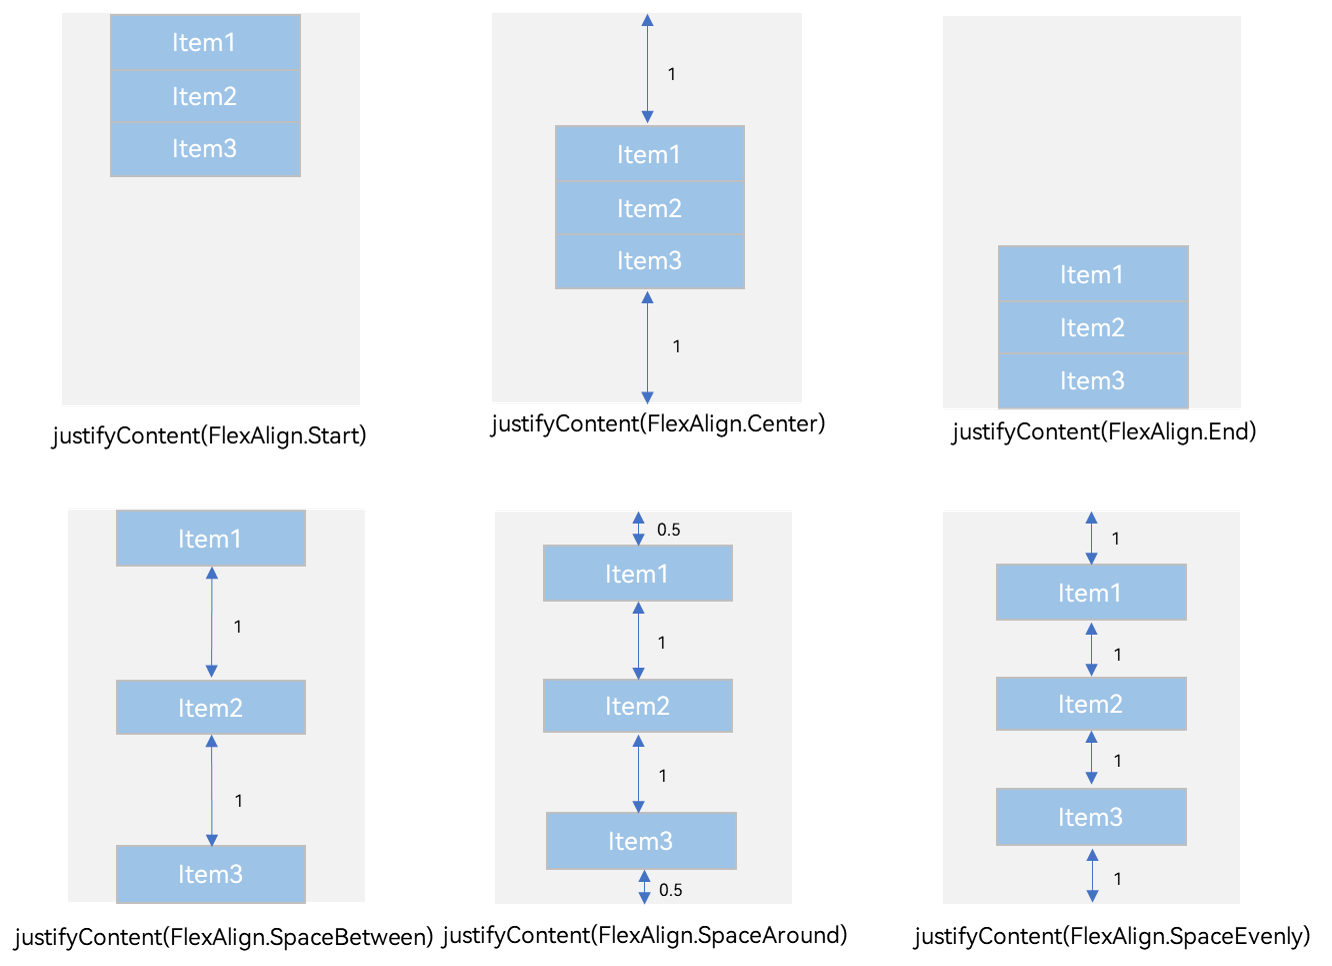 Item1
Item2
Item3
justifyContent(FlexAlign.Start)
1
Item1
Item2
Item3
1
justifyContent(FlexAlign.Center)
Item1
Item2
Item3
justifyContent(FlexAlign.End)
Item1
1
Item2
1
Item3
justifyContent(FlexAlign.SpaceBetween)
0.5
Item1
1
Item2
1
Item3
0.5
justifyContent(FlexAlign.SpaceAround)
1
Item1
1
Item2
1
Item3
1
justifyContent(FlexAlign.SpaceEvenly)